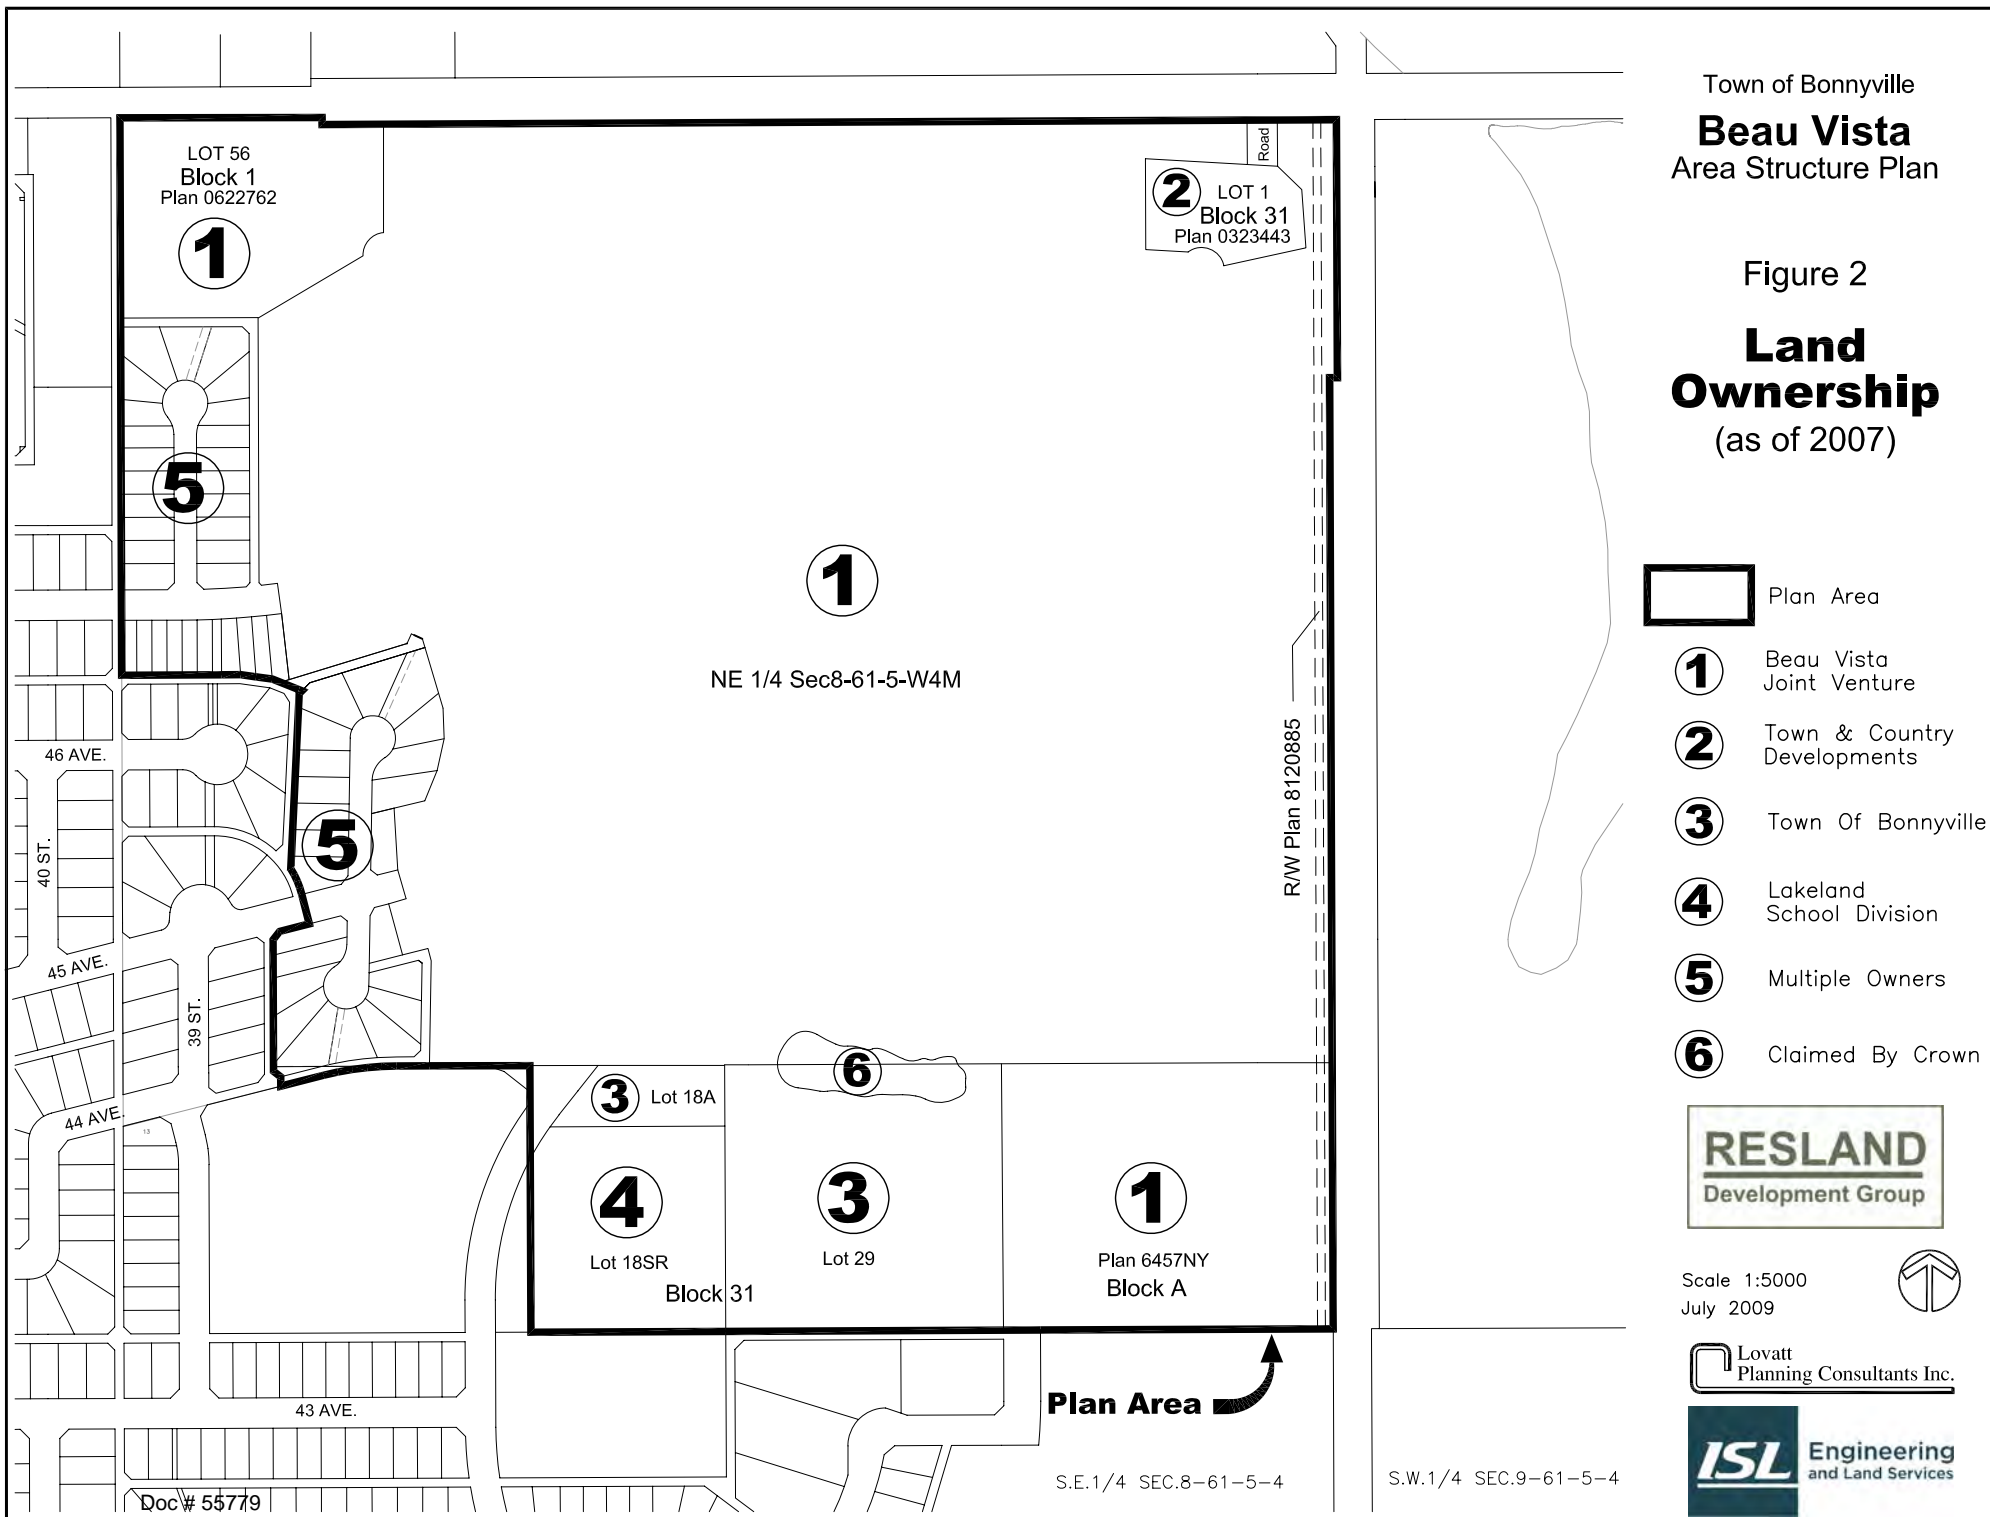 Town of Bonnyville
Beau Vista
Area Structure Plan
Figure 2
Land
Ownership
(as of 2007)
Plan Area
1
Beau Vista
Joint Venture
2
Town & Country
Developments
3
Town Of Bonnyville
4
Lakeland
School Division
5
Multiple Owners
6
Claimed By Crown
RESLAND
Development Group
Scale 1:5000
July 2009
Lovatt
Planning Consultants Inc.
ISL
Engineering
and Land Services
LOT 56
Block 1
Plan 0622762
1
Road
2
LOT 1
Block 31
Plan 0323443
5
1
NE 1/4 Sec8-61-5-W4M
R/W Plan 8120885
46 AVE.
40 ST.
5
45 AVE.
39 ST.
44 AVE.
13
6
3
Lot 18A
4
Lot 18SR
3
Lot 29
Block 31
1
Plan 6457NY
Block A
Plan Area
43 AVE.
S.E.1/4 SEC.8-61-5-4
S.W.1/4 SEC.9-61-5-4
Doc # 55779